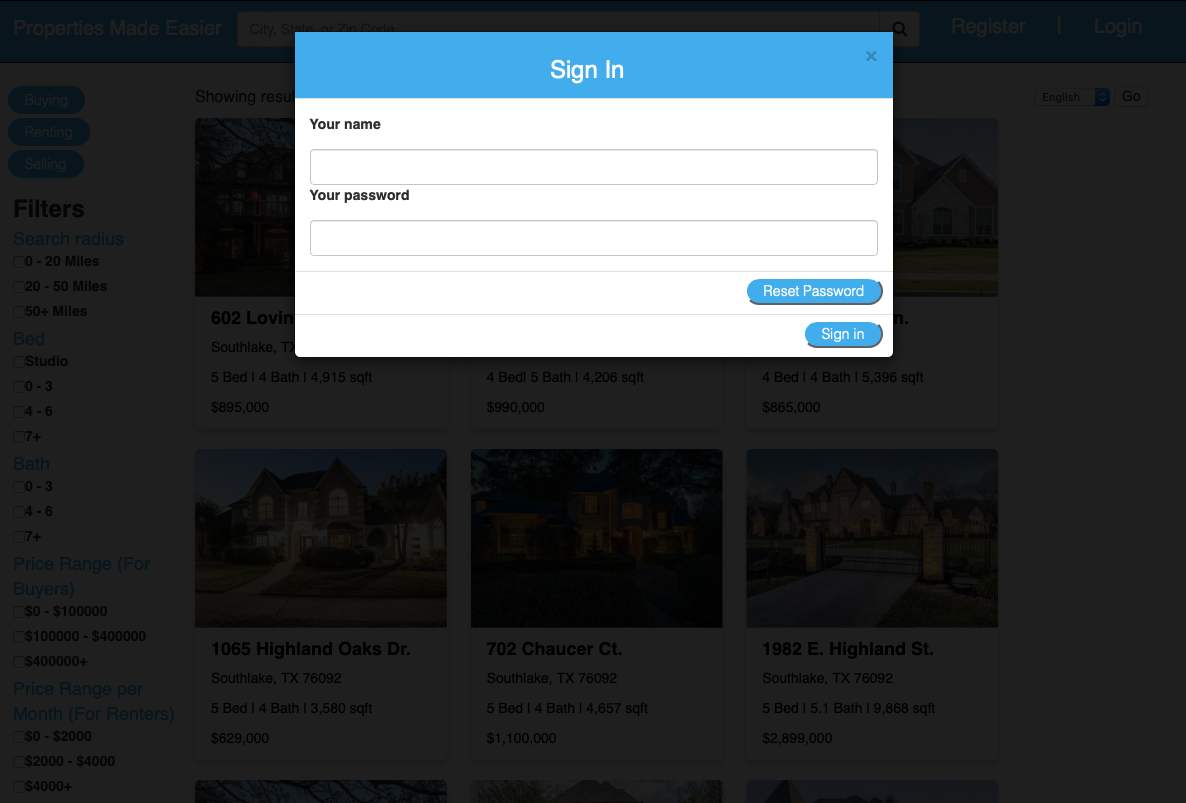 Properties Made Easier
City, State, or Zip Code
Register | Login
Sign In
×
Your name
Your password
Reset Password
Sign in
Buying
Renting
Selling
Showing resul
English
Go
Filters
Search radius
0 - 20 Miles
20 - 50 Miles
50+ Miles
Bed
Studio
0 - 3
4 - 6
7+
Bath
0 - 3
4 - 6
7+
Price Range (For
Buyers)
$0 - $100000
$100000 - $400000
$400000+
Price Range per
Month (For Renters)
$0 - $2000
$2000 - $4000
$4000+
602 Lovin
Southlake, TX
5 Bed | 4 Bath | 4,915 sqft
$895,000
4 Bed| 5 Bath | 4,206 sqft
$990,000
n.
4 Bed | 4 Bath | 5,396 sqft
$865,000
1065 Highland Oaks Dr.
Southlake, TX 76092
5 Bed | 4 Bath | 3,580 sqft
$629,000
702 Chaucer Ct.
Southlake, TX 76092
5 Bed | 4 Bath | 4,657 sqft
$1,100,000
1982 E. Highland St.
Southlake, TX 76092
5 Bed | 5.1 Bath | 9,868 sqft
$2,899,000